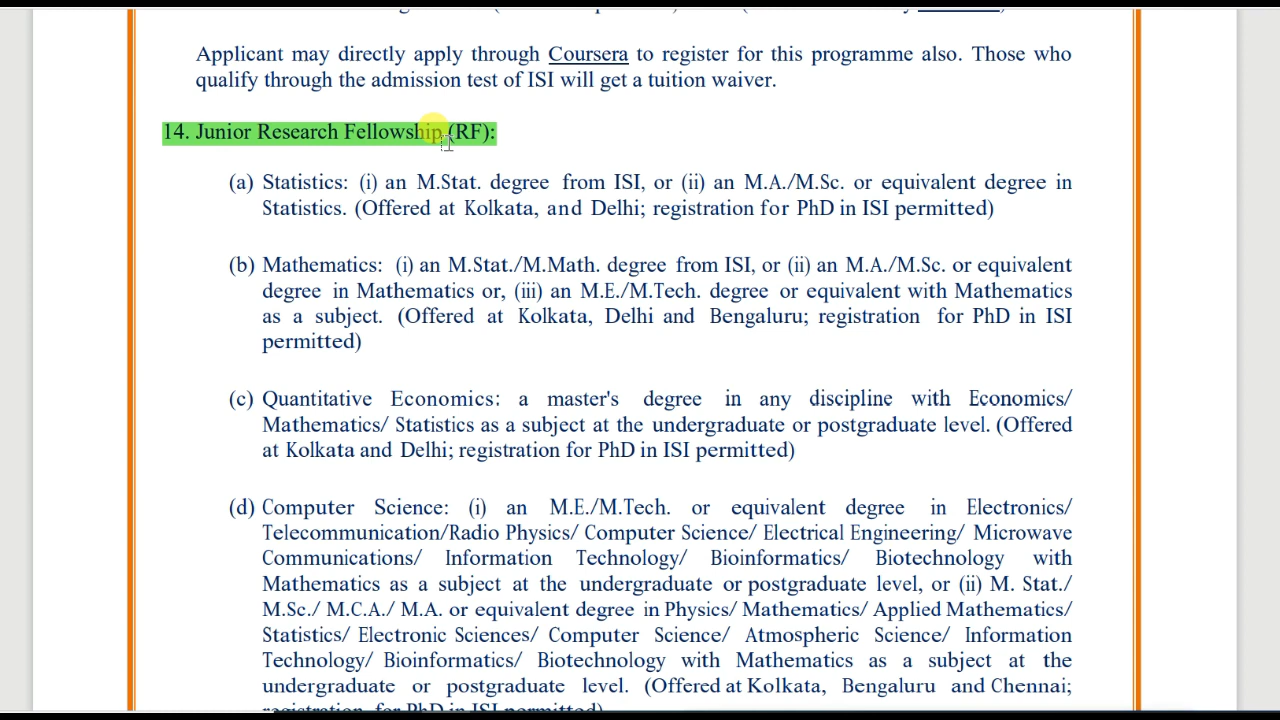 Applicant may directly apply through Coursera to register for this programme also. Those who
qualify through the admission test of ISI will get a tuition waiver.
14. Junior Research Fellowship (RF):
(a) Statistics: (i) an M.Stat. degree from ISI, or (ii) an M.A./M.Sc. or equivalent degree in
Statistics. (Offered at Kolkata, and Delhi; registration for PhD in ISI permitted)
(b) Mathematics: (i) an M.Stat./M.Math. degree from ISI, or (ii) an M.A./M.Sc. or equivalent
degree in Mathematics or, (iii) an M.E./M.Tech. degree or equivalent with Mathematics
as a subject. (Offered at Kolkata, Delhi and Bengaluru; registration for PhD in ISI
permitted)
(c) Quantitative Economics: a master's degree in any discipline with Economics/
Mathematics/ Statistics as a subject at the undergraduate or postgraduate level. (Offered
at Kolkata and Delhi; registration for PhD in ISI permitted)
(d) Computer Science: (i) an M.E./M.Tech. or equivalent degree in Electronics/
Telecommunication/Radio Physics/ Computer Science/ Electrical Engineering/ Microwave
Communications/ Information Technology/ Bioinformatics/ Biotechnology with
Mathematics as a subject at the undergraduate or postgraduate level, or (ii) M. Stat./
M.Sc./ M.C.A./ M.A. or equivalent degree in Physics/ Mathematics/ Applied Mathematics/
Statistics/ Electronic Sciences/ Computer Science/ Atmospheric Science/ Information
Technology/ Bioinformatics/ Biotechnology with Mathematics as a subject at the
undergraduate or postgraduate level. (Offered at Kolkata, Bengaluru and Chennai;
registration for PhD in ISI permitted)